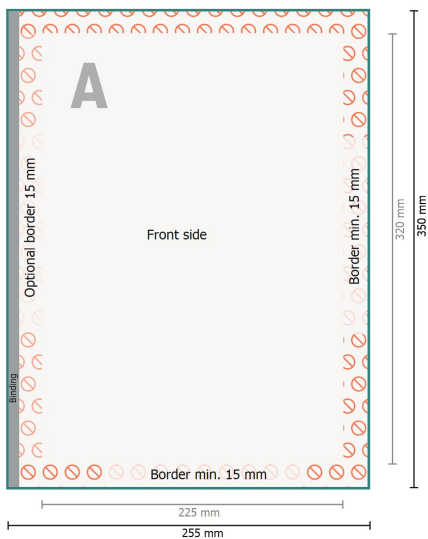 A
Optional border 15 mm
Front side
Border min. 15 mm
320 mm
350 mm
Binding
Border min. 15 mm
225 mm
255 mm